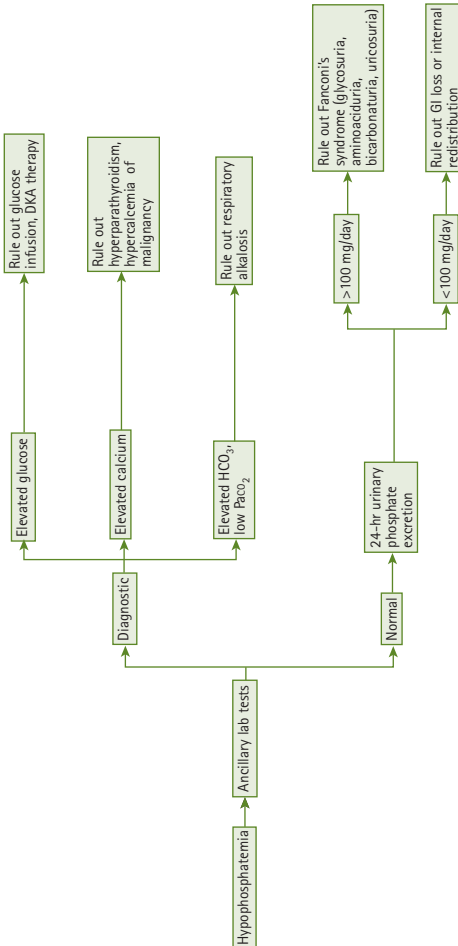 Hypophosphatemia
Ancillary lab tests
Diagnostic
Elevated glucose
Rule out glucose
infusion, DKA therapy
Elevated calcium
Rule out
hyperparathyroidism,
hypercalcemia of
malignancy
Elevated HCO₃,
low PaCO₂
Rule out respiratory
alkalosis
Normal
24-hr urinary
phosphate
excretion
>100 mg/day
Rule out Fanconi's
syndrome (glycosuria,
aminoaciduria,
bicarbonaturia, uricosuria)
<100 mg/day
Rule out GI loss or internal
redistribution